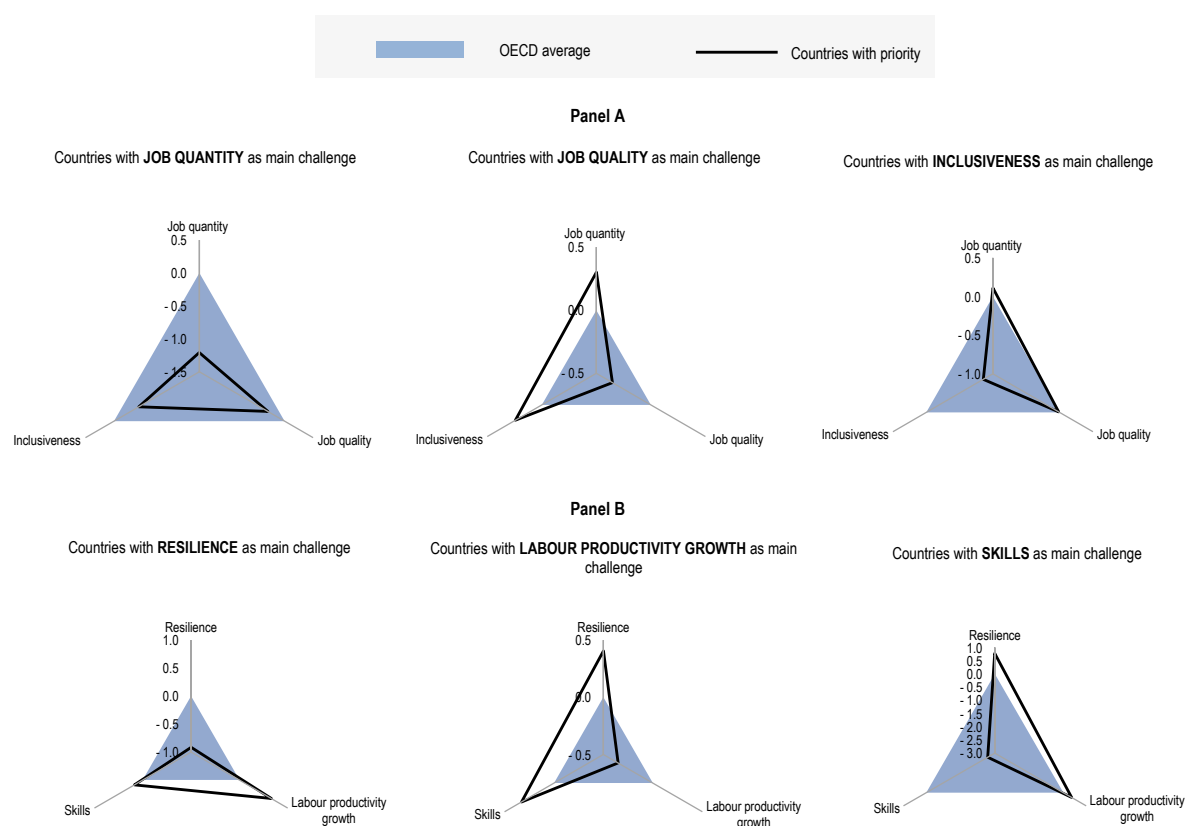 OECD average
Countries with priority
Panel A
Countries with JOB QUANTITY as main challenge
Countries with JOB QUALITY as main challenge
Countries with INCLUSIVENESS as main challenge
Job quantity
0.5
0.0
- 0.5
- 1.0
- 1.5
Inclusiveness
Job quality
Job quantity
0.5
0.0
- 0.5
Inclusiveness
Job quality
Job quantity
0.5
0.0
- 0.5
- 1.0
Inclusiveness
Job quality
Panel B
Countries with RESILIENCE as main challenge
Countries with LABOUR PRODUCTIVITY GROWTH as main
challenge
Countries with SKILLS as main challenge
Resilience
1.0
0.5
0.0
- 0.5
- 1.0
Skills
Labour productivity
growth
Resilience
0.5
0.0
- 0.5
Skills
Labour productivity
growth
Resilience
1.0
0.5
0.0
- 0.5
- 1.0
- 1.5
- 2.0
- 2.5
- 3.0
Skills
Labour productivity
growth